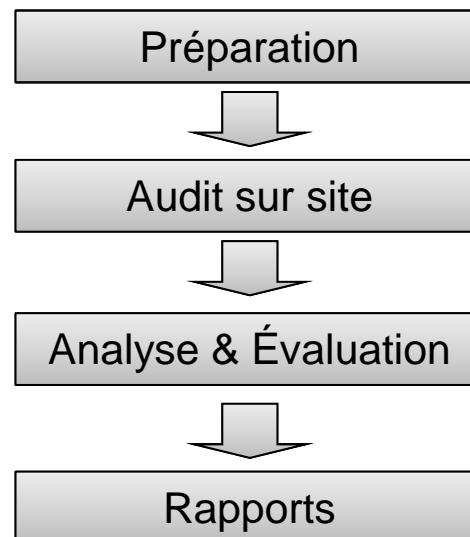 Préparation
Audit sur site
Analyse & Évaluation
Rapports